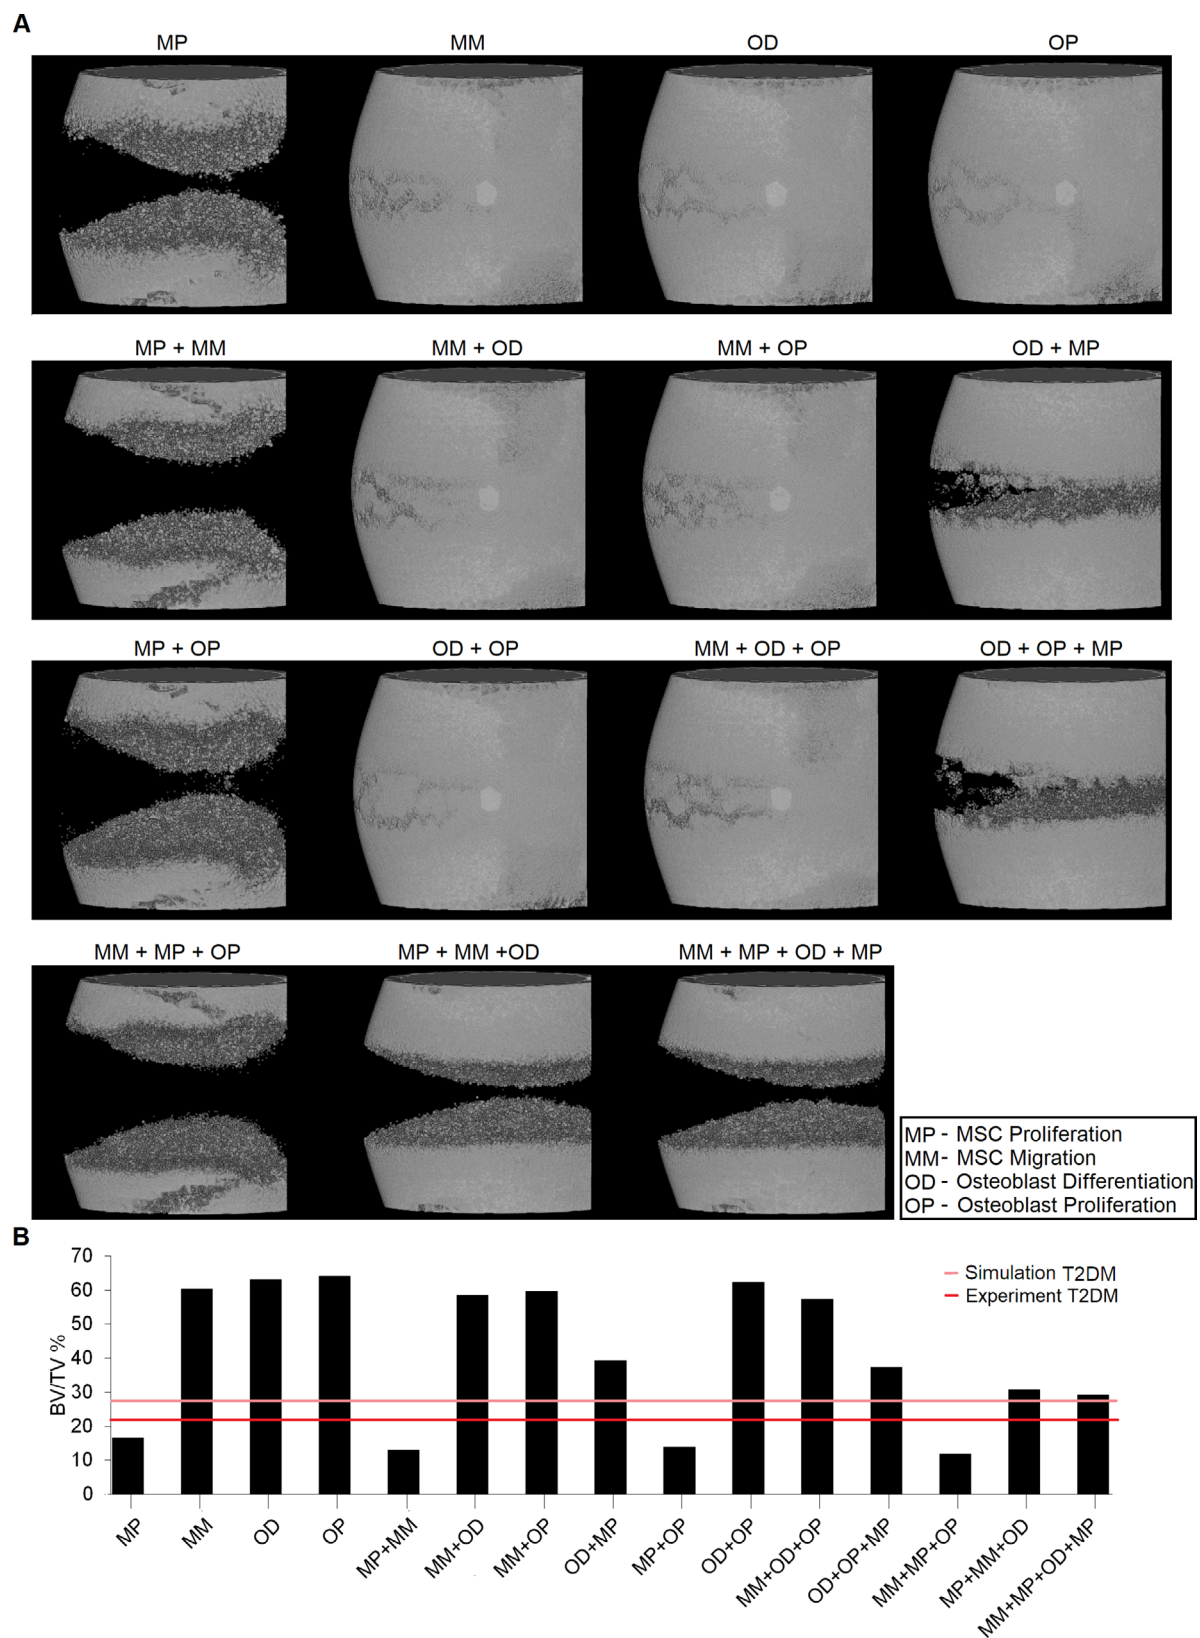 A
MP MM OD OP
MP + MM MM + OD MM + OP OD + MP
MP + OP OD + OP MM + OD + OP OD + OP + MP
MM + MP + OP MP + MM +OD MM + MP + OD + MP
MP - MSC Proliferation
MM- MSC Migration
OD - Osteoblast Differentiation
OP - Osteoblast Proliferation
B
BV/TV %
70
60
50
40
30
20
10
0
Simulation T2DM
Experiment T2DM
MP
MM
OD
OP
MP+MM
MM+OD
MM+OP
OD+MP
MP+OP
OD+OP
MM+OD+OP
OD+OP+MP
MM+MP+OP
MP+MM+OD
MM+MP+OD+MP